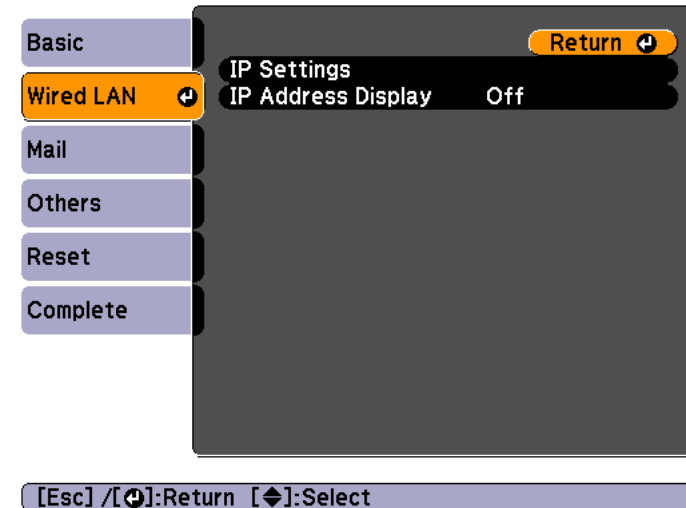 Basic
Wired LAN
Mail
Others
Reset
Complete
Return
IP Settings
IP Address Display Off
[Esc] /[⏎]:Return [◆]:Select